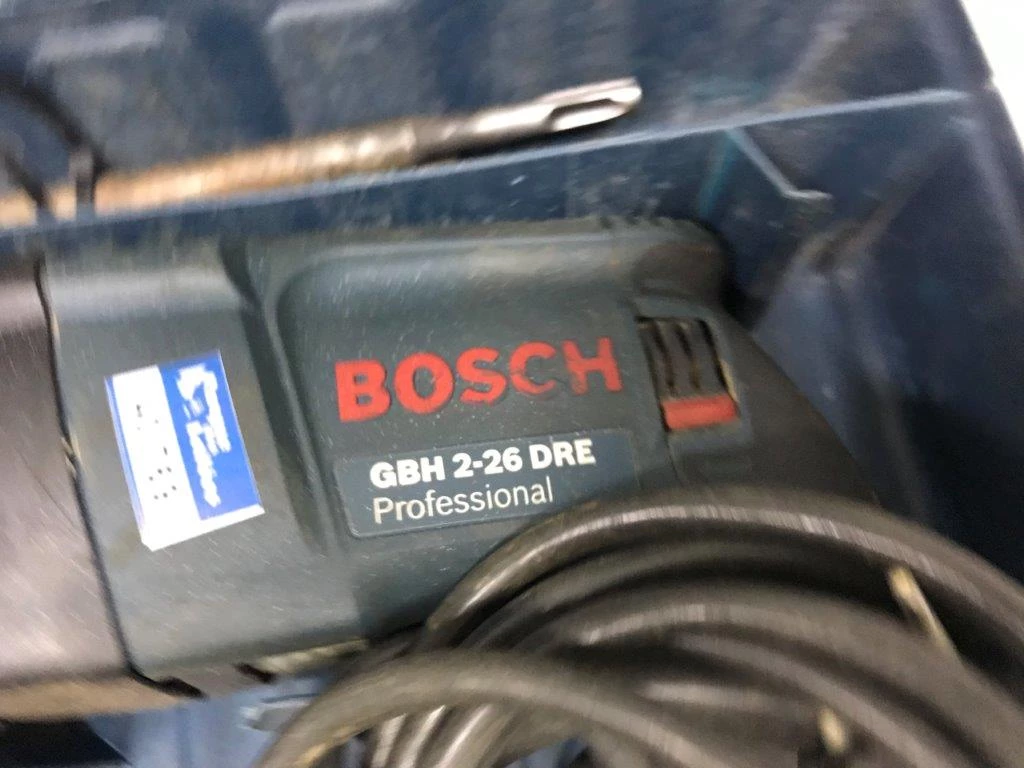 BOSCH
GBH 2-26 DRE
Professional